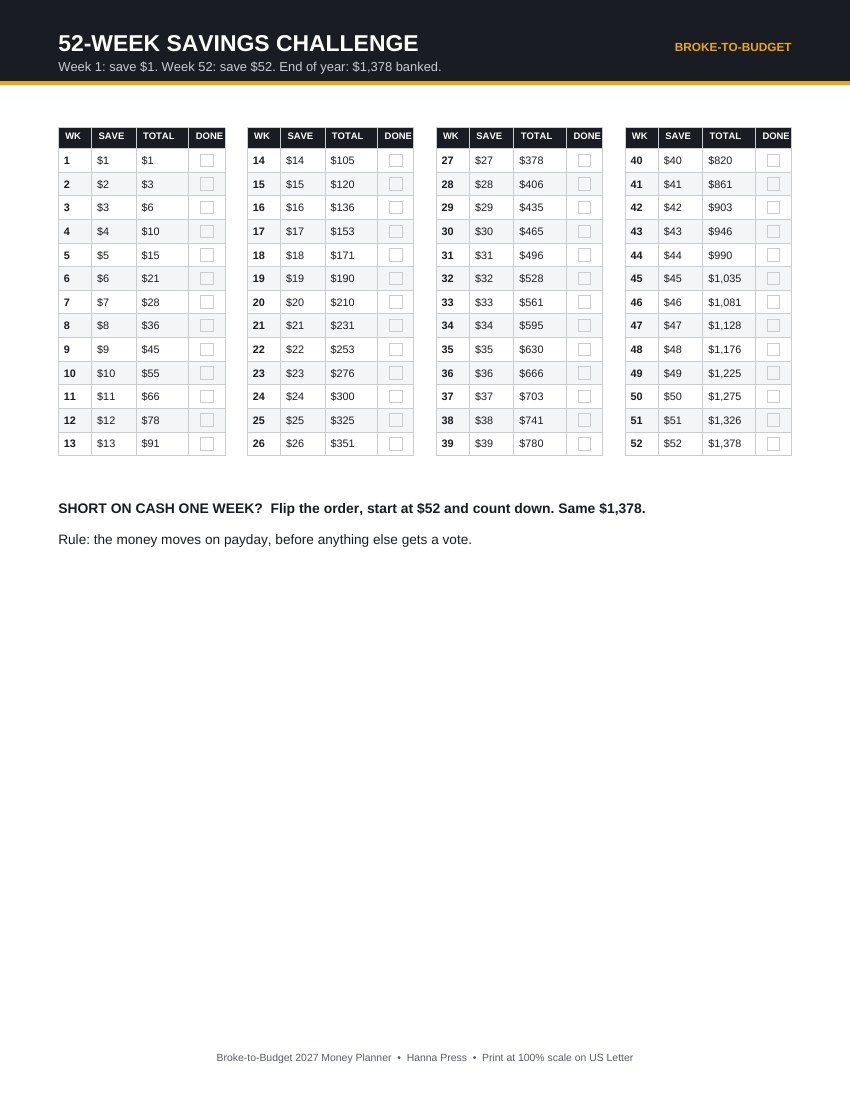 52-WEEK SAVINGS CHALLENGE
BROKE-TO-BUDGET
Week 1: save $1. Week 52: save $52. End of year: $1,378 banked.
WK SAVE TOTAL DONE WK SAVE TOTAL DONE WK SAVE TOTAL DONE WK SAVE TOTAL DONE
1 $1 $1 14 $14 $105 27 $27 $378 40 $40 $820
2 $2 $3 15 $15 $120 28 $28 $406 41 $41 $861
3 $3 $6 16 $16 $136 29 $29 $435 42 $42 $903
4 $4 $10 17 $17 $153 30 $30 $465 43 $43 $946
5 $5 $15 18 $18 $171 31 $31 $496 44 $44 $990
6 $6 $21 19 $19 $190 32 $32 $528 45 $45 $1,035
7 $7 $28 20 $20 $210 33 $33 $561 46 $46 $1,081
8 $8 $36 21 $21 $231 34 $34 $595 47 $47 $1,128
9 $9 $45 22 $22 $253 35 $35 $630 48 $48 $1,176
10 $10 $55 23 $23 $276 36 $36 $666 49 $49 $1,225
11 $11 $66 24 $24 $300 37 $37 $703 50 $50 $1,275
12 $12 $78 25 $25 $325 38 $38 $741 51 $51 $1,326
13 $13 $91 26 $26 $351 39 $39 $780 52 $52 $1,378
SHORT ON CASH ONE WEEK? Flip the order, start at $52 and count down. Same $1,378.
Rule: the money moves on payday, before anything else gets a vote.
Broke-to-Budget 2027 Money Planner • Hanna Press • Print at 100% scale on US Letter